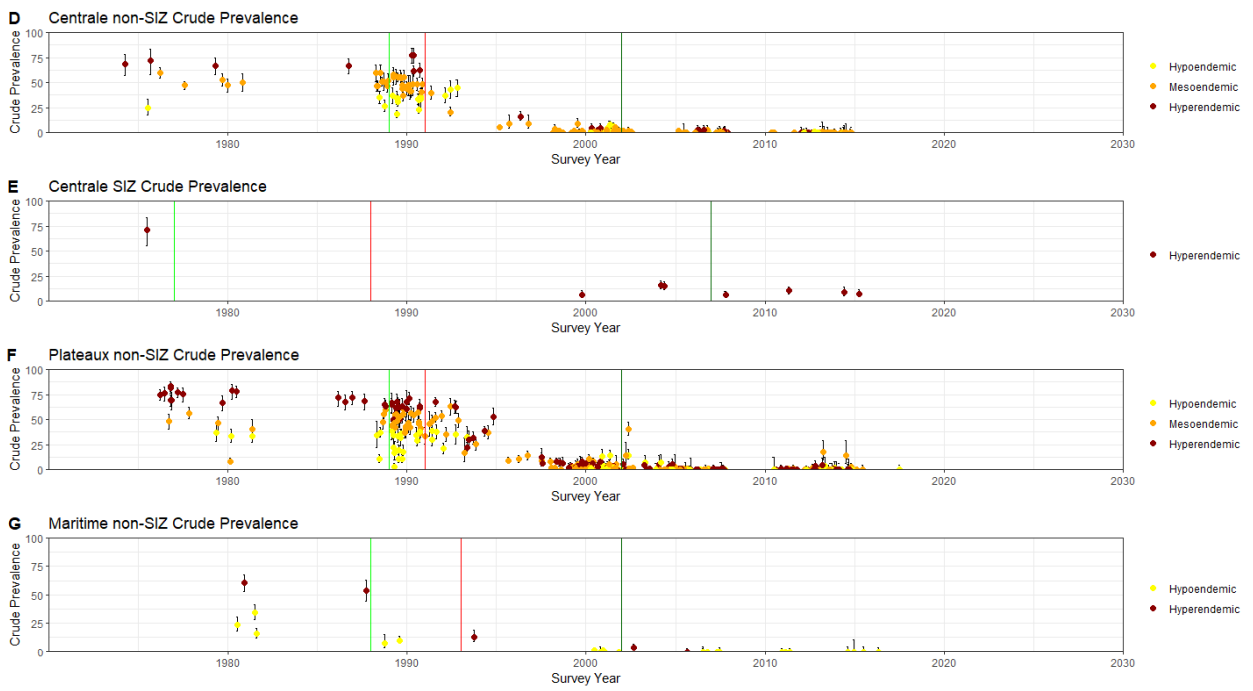 D Centrale non-SIZ Crude Prevalence
Crude Prevalence
100
75
50
25
0
1980 1990 2000 2010 2020 2030
Survey Year
Hypoendemic
Mesoendemic
Hyperendemic
E Centrale SIZ Crude Prevalence
Crude Prevalence
100
75
50
25
0
1980 1990 2000 2010 2020 2030
Survey Year
Hyperendemic
F Plateaux non-SIZ Crude Prevalence
Crude Prevalence
100
75
50
25
0
1980 1990 2000 2010 2020 2030
Survey Year
Hypoendemic
Mesoendemic
Hyperendemic
G Maritime non-SIZ Crude Prevalence
Crude Prevalence
100
75
50
25
0
1980 1990 2000 2010 2020 2030
Survey Year
Hypoendemic
Hyperendemic